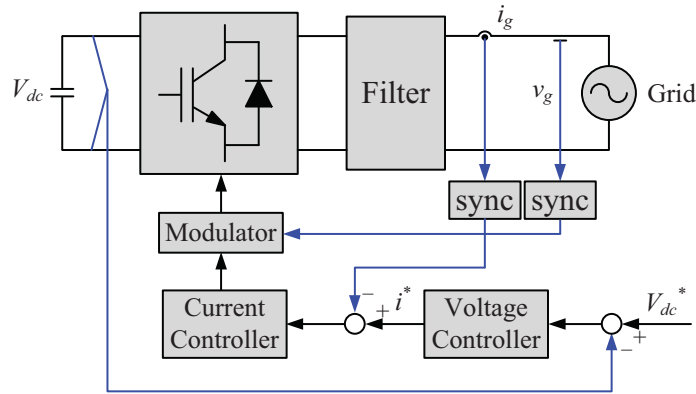 i_g
V_dc
Filter
v_g
Grid
sync
sync
Modulator
Current
Controller
−
+
i^*
Voltage
Controller
V_dc^*
+
−